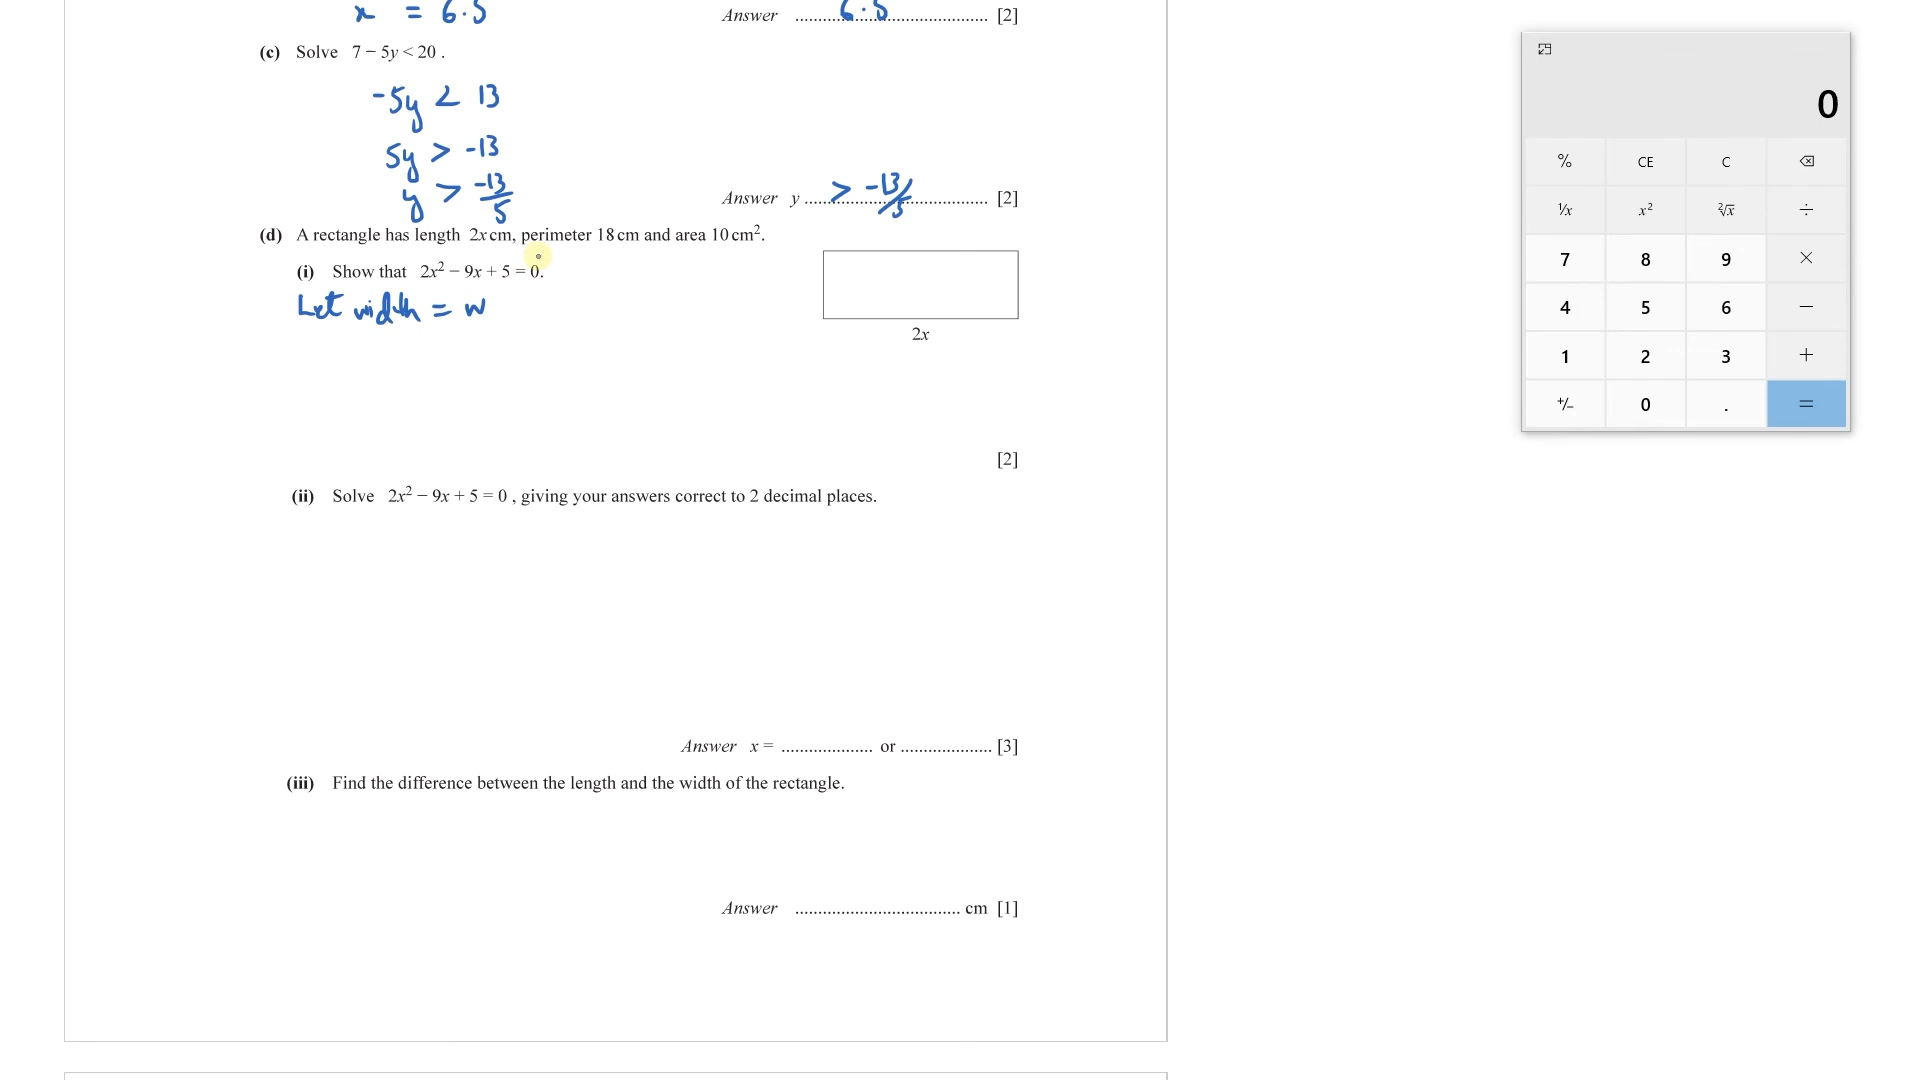 x = 6.5
Answer ........................................... 6.5 [2]
(c) Solve 7 − 5y < 20 .
-5y < 13
5y > -13
y > -13/5
Answer y ........................................ > -13/5 [2]
(d) A rectangle has length 2x cm, perimeter 18 cm and area 10 cm².
(i) Show that 2x² − 9x + 5 = 0.
Let width = w
2x
[2]
(ii) Solve 2x² − 9x + 5 = 0 , giving your answers correct to 2 decimal places.
Answer x = .................... or .................... [3]
(iii) Find the difference between the length and the width of the rectangle.
Answer .................................... cm [1]
0
% CE C ⌫
¹/x x² ²√x ÷
7 8 9 ×
4 5 6 −
1 2 3 +
+/− 0 . =